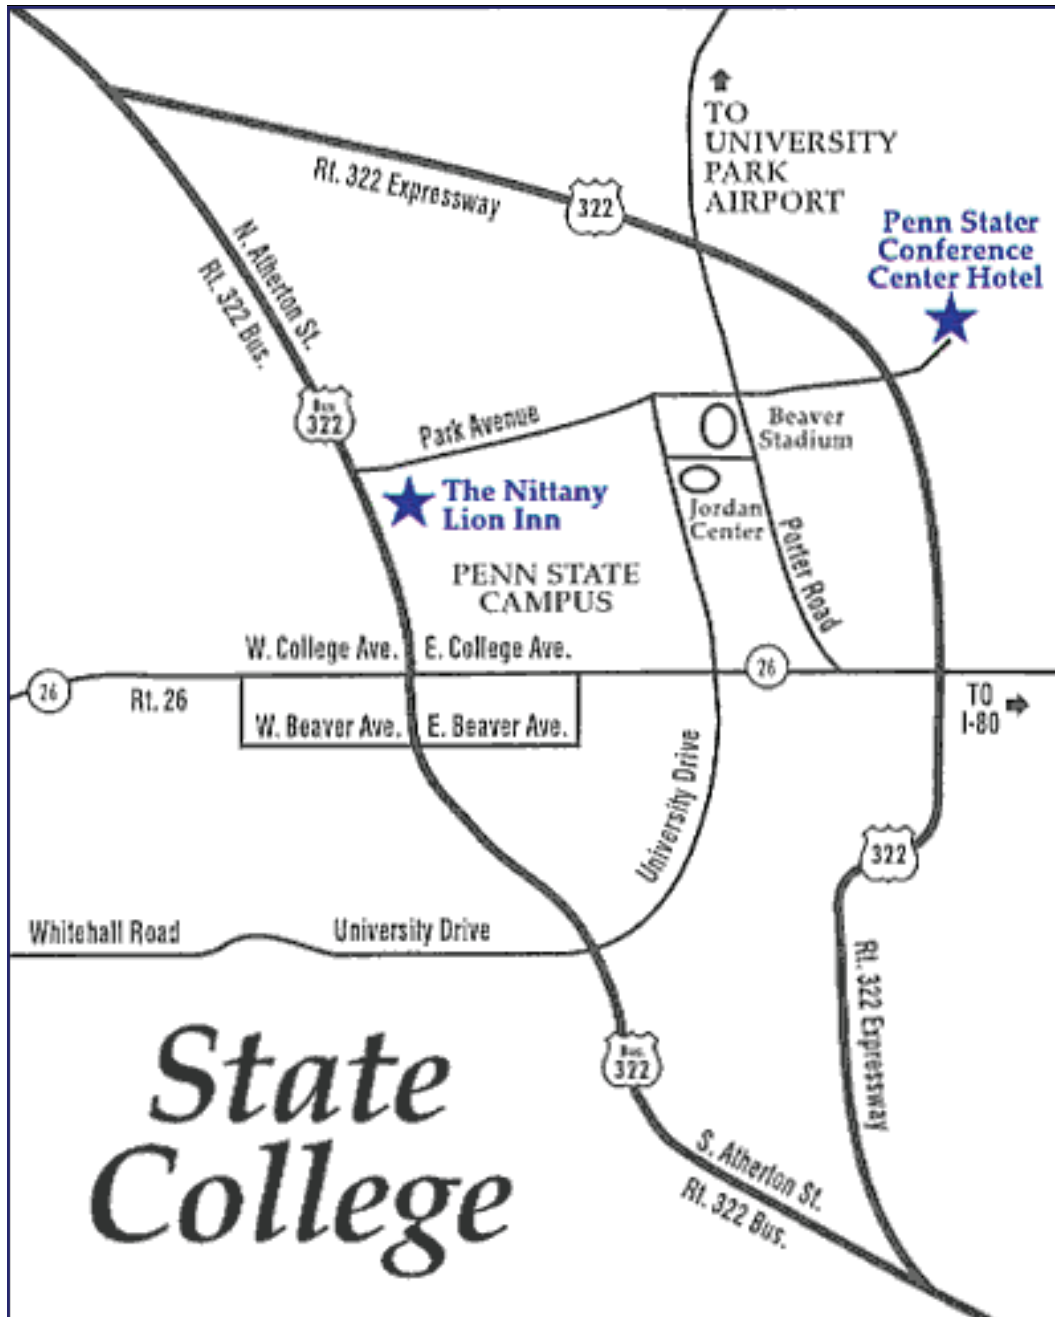 TO
UNIVERSITY
PARK
AIRPORT
Rt. 322 Expressway
322
Penn Stater
Conference
Center Hotel
N. Atherton St.
Rt. 322 Bus.
Bus.
322
Park Avenue
Beaver
Stadium
The Nittany
Lion Inn
Jordan
Center
Porter Road
PENN STATE
CAMPUS
W. College Ave.
E. College Ave.
26
26
Rt. 26
TO
I-80
W. Beaver Ave.
E. Beaver Ave.
University Drive
322
Whitehall Road
University Drive
Rt. 322 Expressway
Bus.
322
State
College
S. Atherton St.
Rt. 322 Bus.